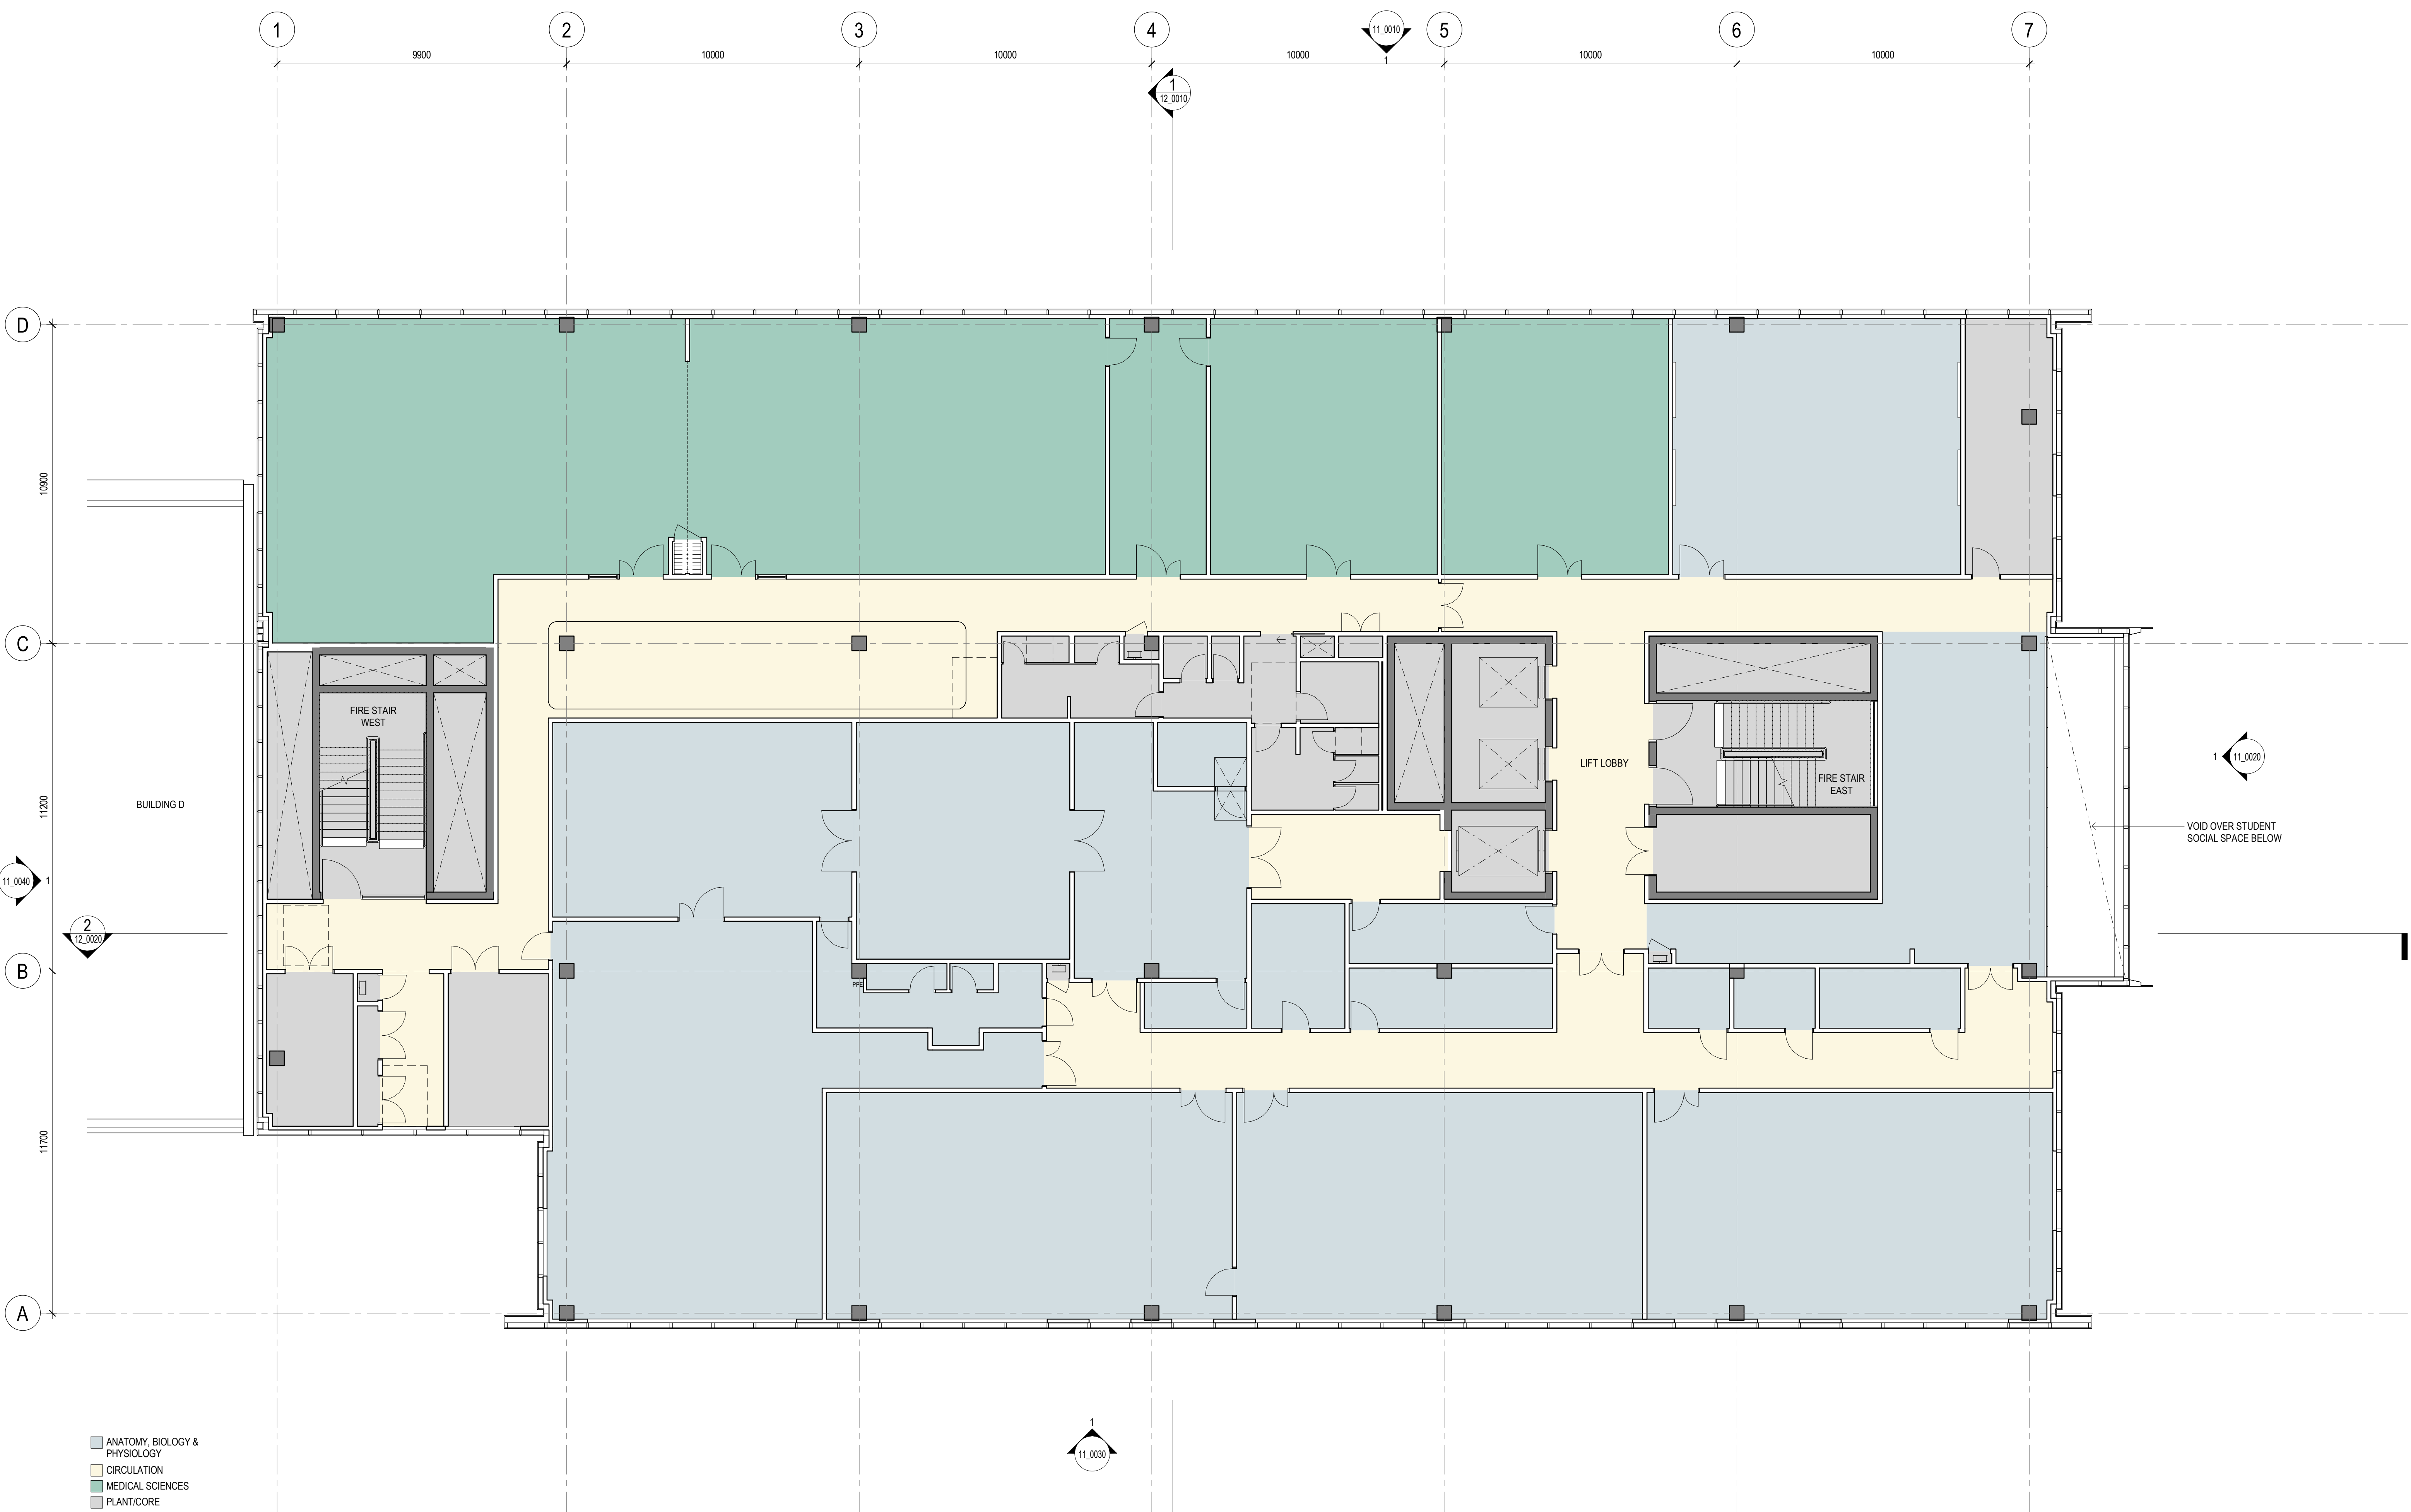 1
2
3
4
11_0010
5
6
7
9900
10000
10000
10000
1
10000
10000
1
12_0010
D
10900
C
FIRE STAIR
WEST
LIFT LOBBY
1
11_0020
FIRE STAIR
EAST
BUILDING D
11200
VOID OVER STUDENT
SOCIAL SPACE BELOW
11_0040
1
2
12_0020
B
PPE
11700
A
1
11_0030
ANATOMY, BIOLOGY &
PHYSIOLOGY
CIRCULATION
MEDICAL SCIENCES
PLANT/CORE